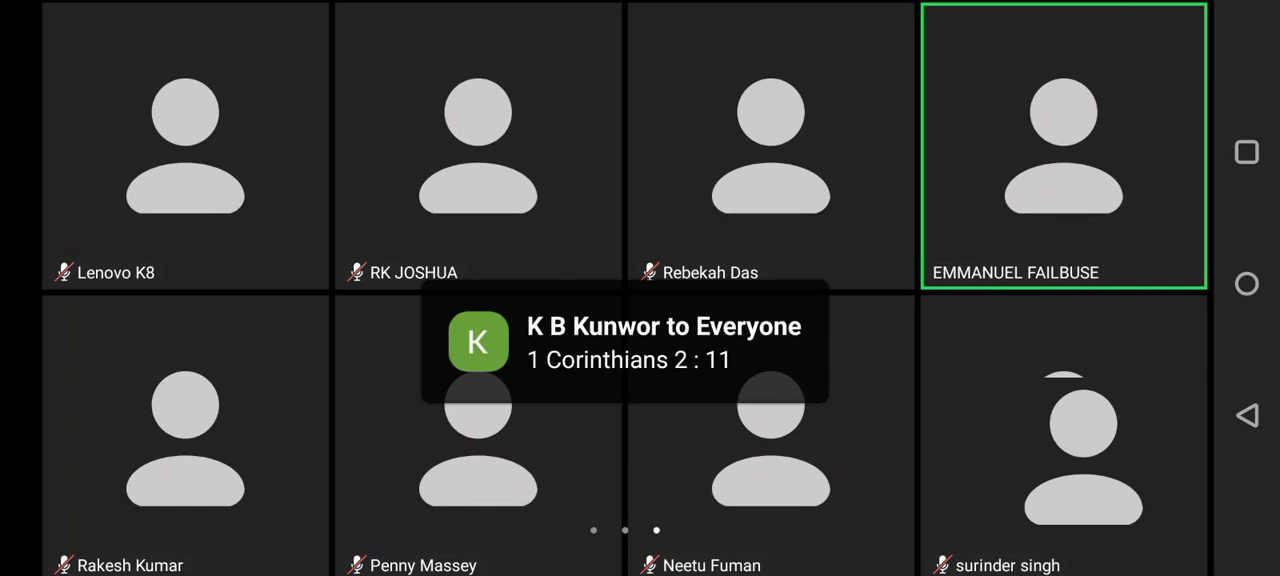 Lenovo K8
RK JOSHUA
Rebekah Das
EMMANUEL FAILBUSE
K
K B Kunwor to Everyone
1 Corinthians 2 : 11
Rakesh Kumar
Penny Massey
Neetu Fuman
surinder singh